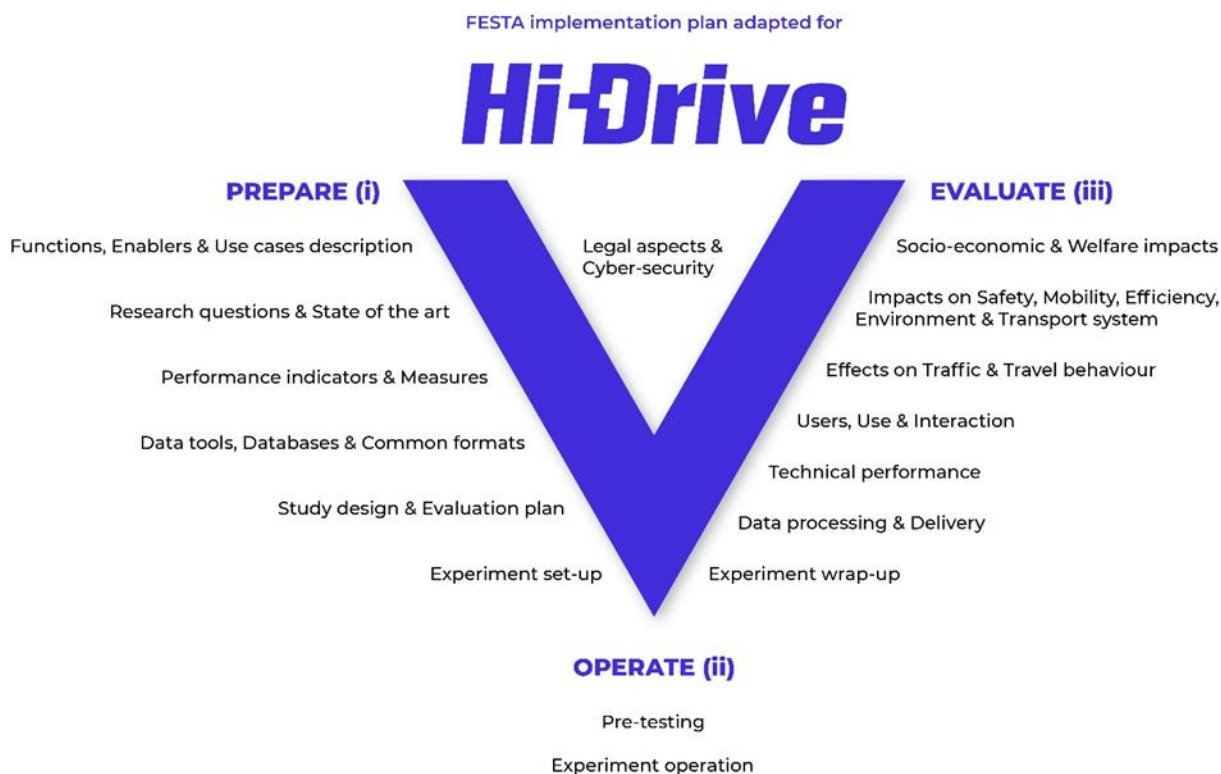 FESTA implementation plan adapted for
Hi-Drive
PREPARE (i)
Functions, Enablers & Use cases description
Research questions & State of the art
Performance indicators & Measures
Data tools, Databases & Common formats
Study design & Evaluation plan
Experiment set-up
Legal aspects &
Cyber-security
EVALUATE (iii)
Socio-economic & Welfare impacts
Impacts on Safety, Mobility, Efficiency,
Environment & Transport system
Effects on Traffic & Travel behaviour
Users, Use & Interaction
Technical performance
Data processing & Delivery
Experiment wrap-up
OPERATE (ii)
Pre-testing
Experiment operation